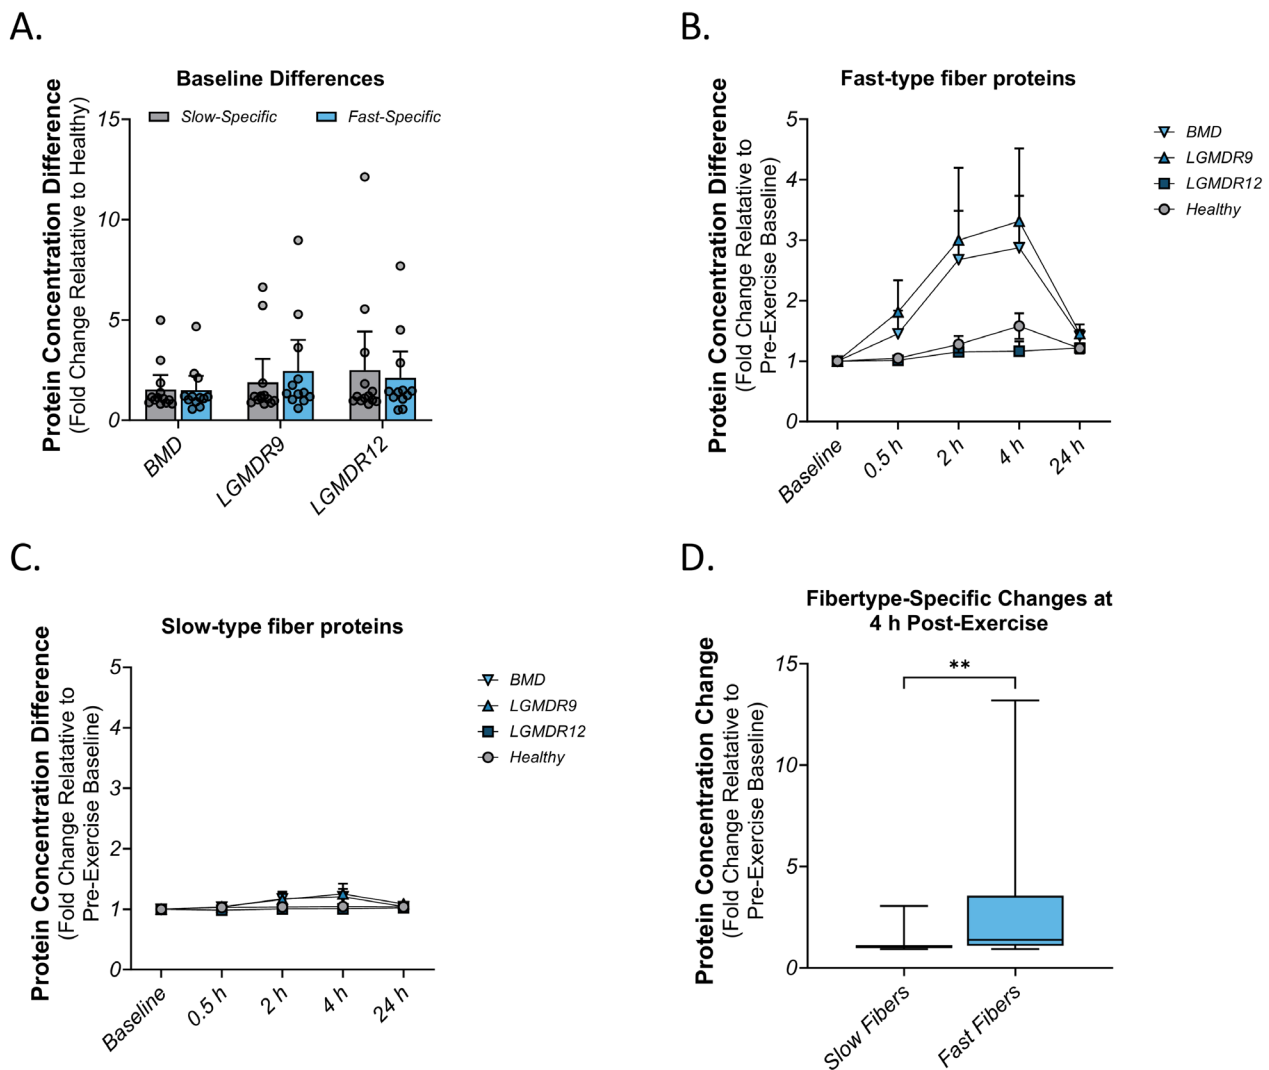 A.
Baseline Differences
Protein Concentration Difference
(Fold Change Relatative to Healthy)
Slow-Specific
Fast-Specific
15
10
5
0
BMD
LGMDR9
LGMDR12
B.
Fast-type fiber proteins
Protein Concentration Difference
(Fold Change Relatative to
Pre-Exercise Baseline)
5
4
3
2
1
0
Baseline
0.5 h
2 h
4 h
24 h
BMD
LGMDR9
LGMDR12
Healthy
C.
Slow-type fiber proteins
Protein Concentration Difference
(Fold Change Relatative to
Pre-Exercise Baseline)
5
4
3
2
1
0
Baseline
0.5 h
2 h
4 h
24 h
BMD
LGMDR9
LGMDR12
Healthy
D.
Fibertype-Specific Changes at
4 h Post-Exercise
Protein Concentration Change
(Fold Change Relatative to
Pre-Exercise Baseline)
15
10
5
0
**
Slow Fibers
Fast Fibers